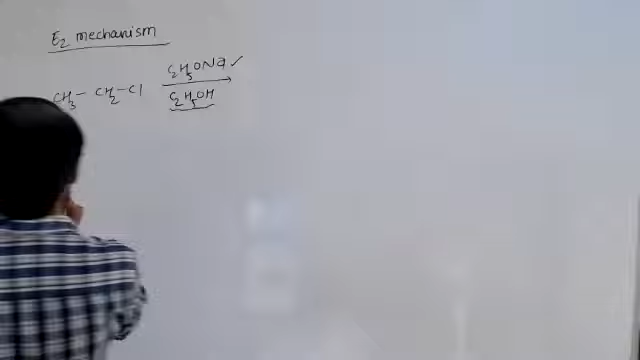 E2 mechanism
C2H5ONa ✓
CH3 - CH2 - Cl
C2H5OH